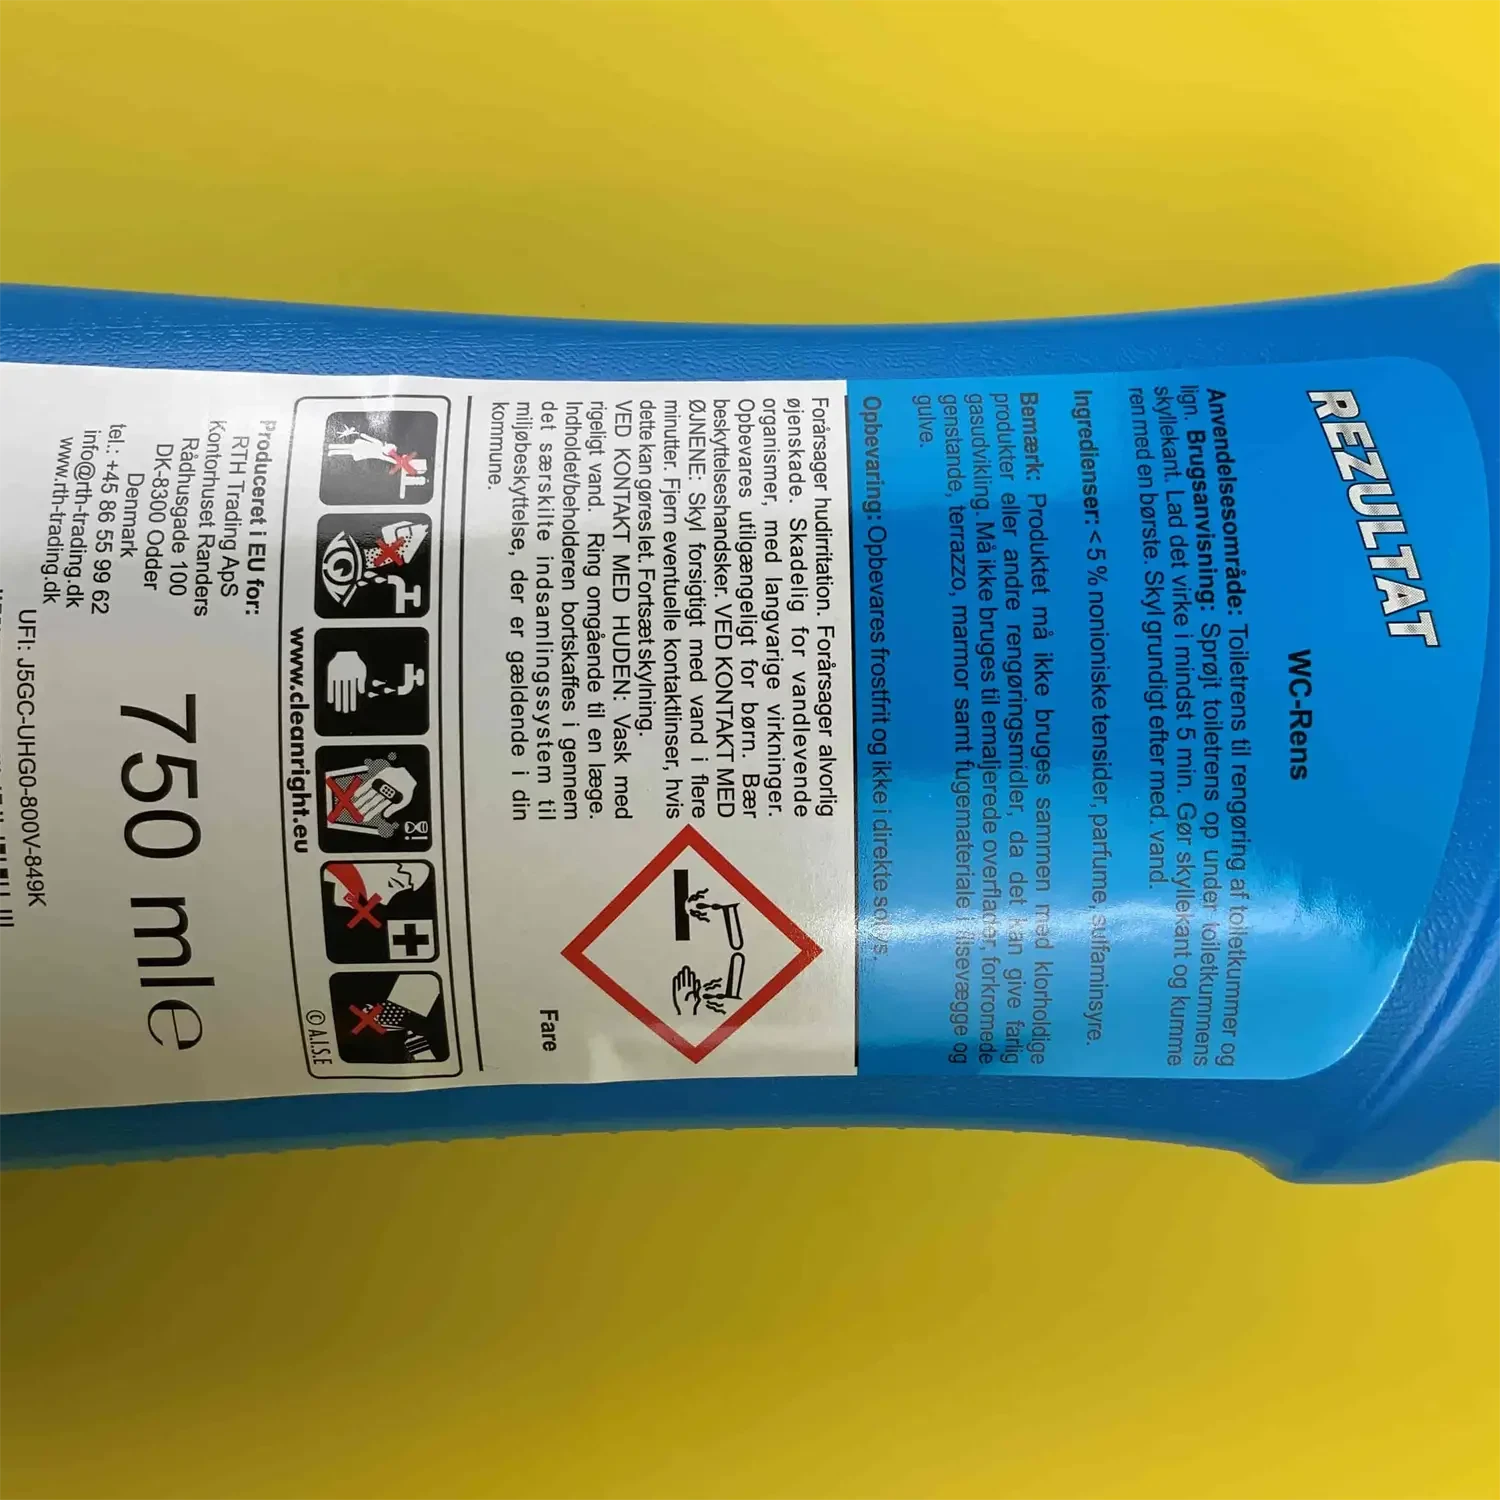 REZULTAT
WC-Rens
Anvendelsesområde: Toiletrens til rengøring af toiletkummer og
lign. Brugsanvisning: Sprøjt toiletrens op under toiletkummens
skyllekant. Lad det virke i mindst 5 min. Gør skyllekant og kumme
ren med en børste. Skyl grundigt efter med. vand.
Ingredienser: < 5 % nonioniske tensider, parfume, sulfaminsyre.
Bemærk: Produktet må ikke bruges sammen med klorholdige
produkter eller andre rengøringsmidler, da det kan give farlig
gasudvikling. Må ikke bruges til emaljerede overflader, forkromede
genstande, terrazzo, marmor samt fugemateriale i flisevægge og
gulve.
Opbevaring: Opbevares frostfrit og ikke i direkte sollys.
Forårsager hudirritation. Forårsager alvorlig
øjenskade. Skadelig for vandlevende
organismer, med langvarige virkninger.
Opbevares utilgængeligt for børn. Bær
beskyttelseshandsker. VED KONTAKT MED
ØJNENE: Skyl forsigtigt med vand i flere
minutter. Fjern eventuelle kontaktlinser, hvis
dette kan gøres let. Fortsæt skylning.
VED KONTAKT MED HUDEN: Vask med
rigeligt vand. Ring omgående til en læge.
Indholdet/beholderen bortskaffes i gennem
det særskilte indsamlingssystem til
miljøbeskyttelse, der er gældende i din
kommune.
Fare
www.cleanright.eu
© A.I.S.E
Produceret i EU for:
RTH Trading ApS
Kontorhuset Randers
Rådhusgade 100
DK-8300 Odder
Denmark
tel.: +45 86 55 99 62
info@rth-trading.dk
www.rth-trading.dk
750 ml e
UFI: J5GC-UHG0-800V-849K